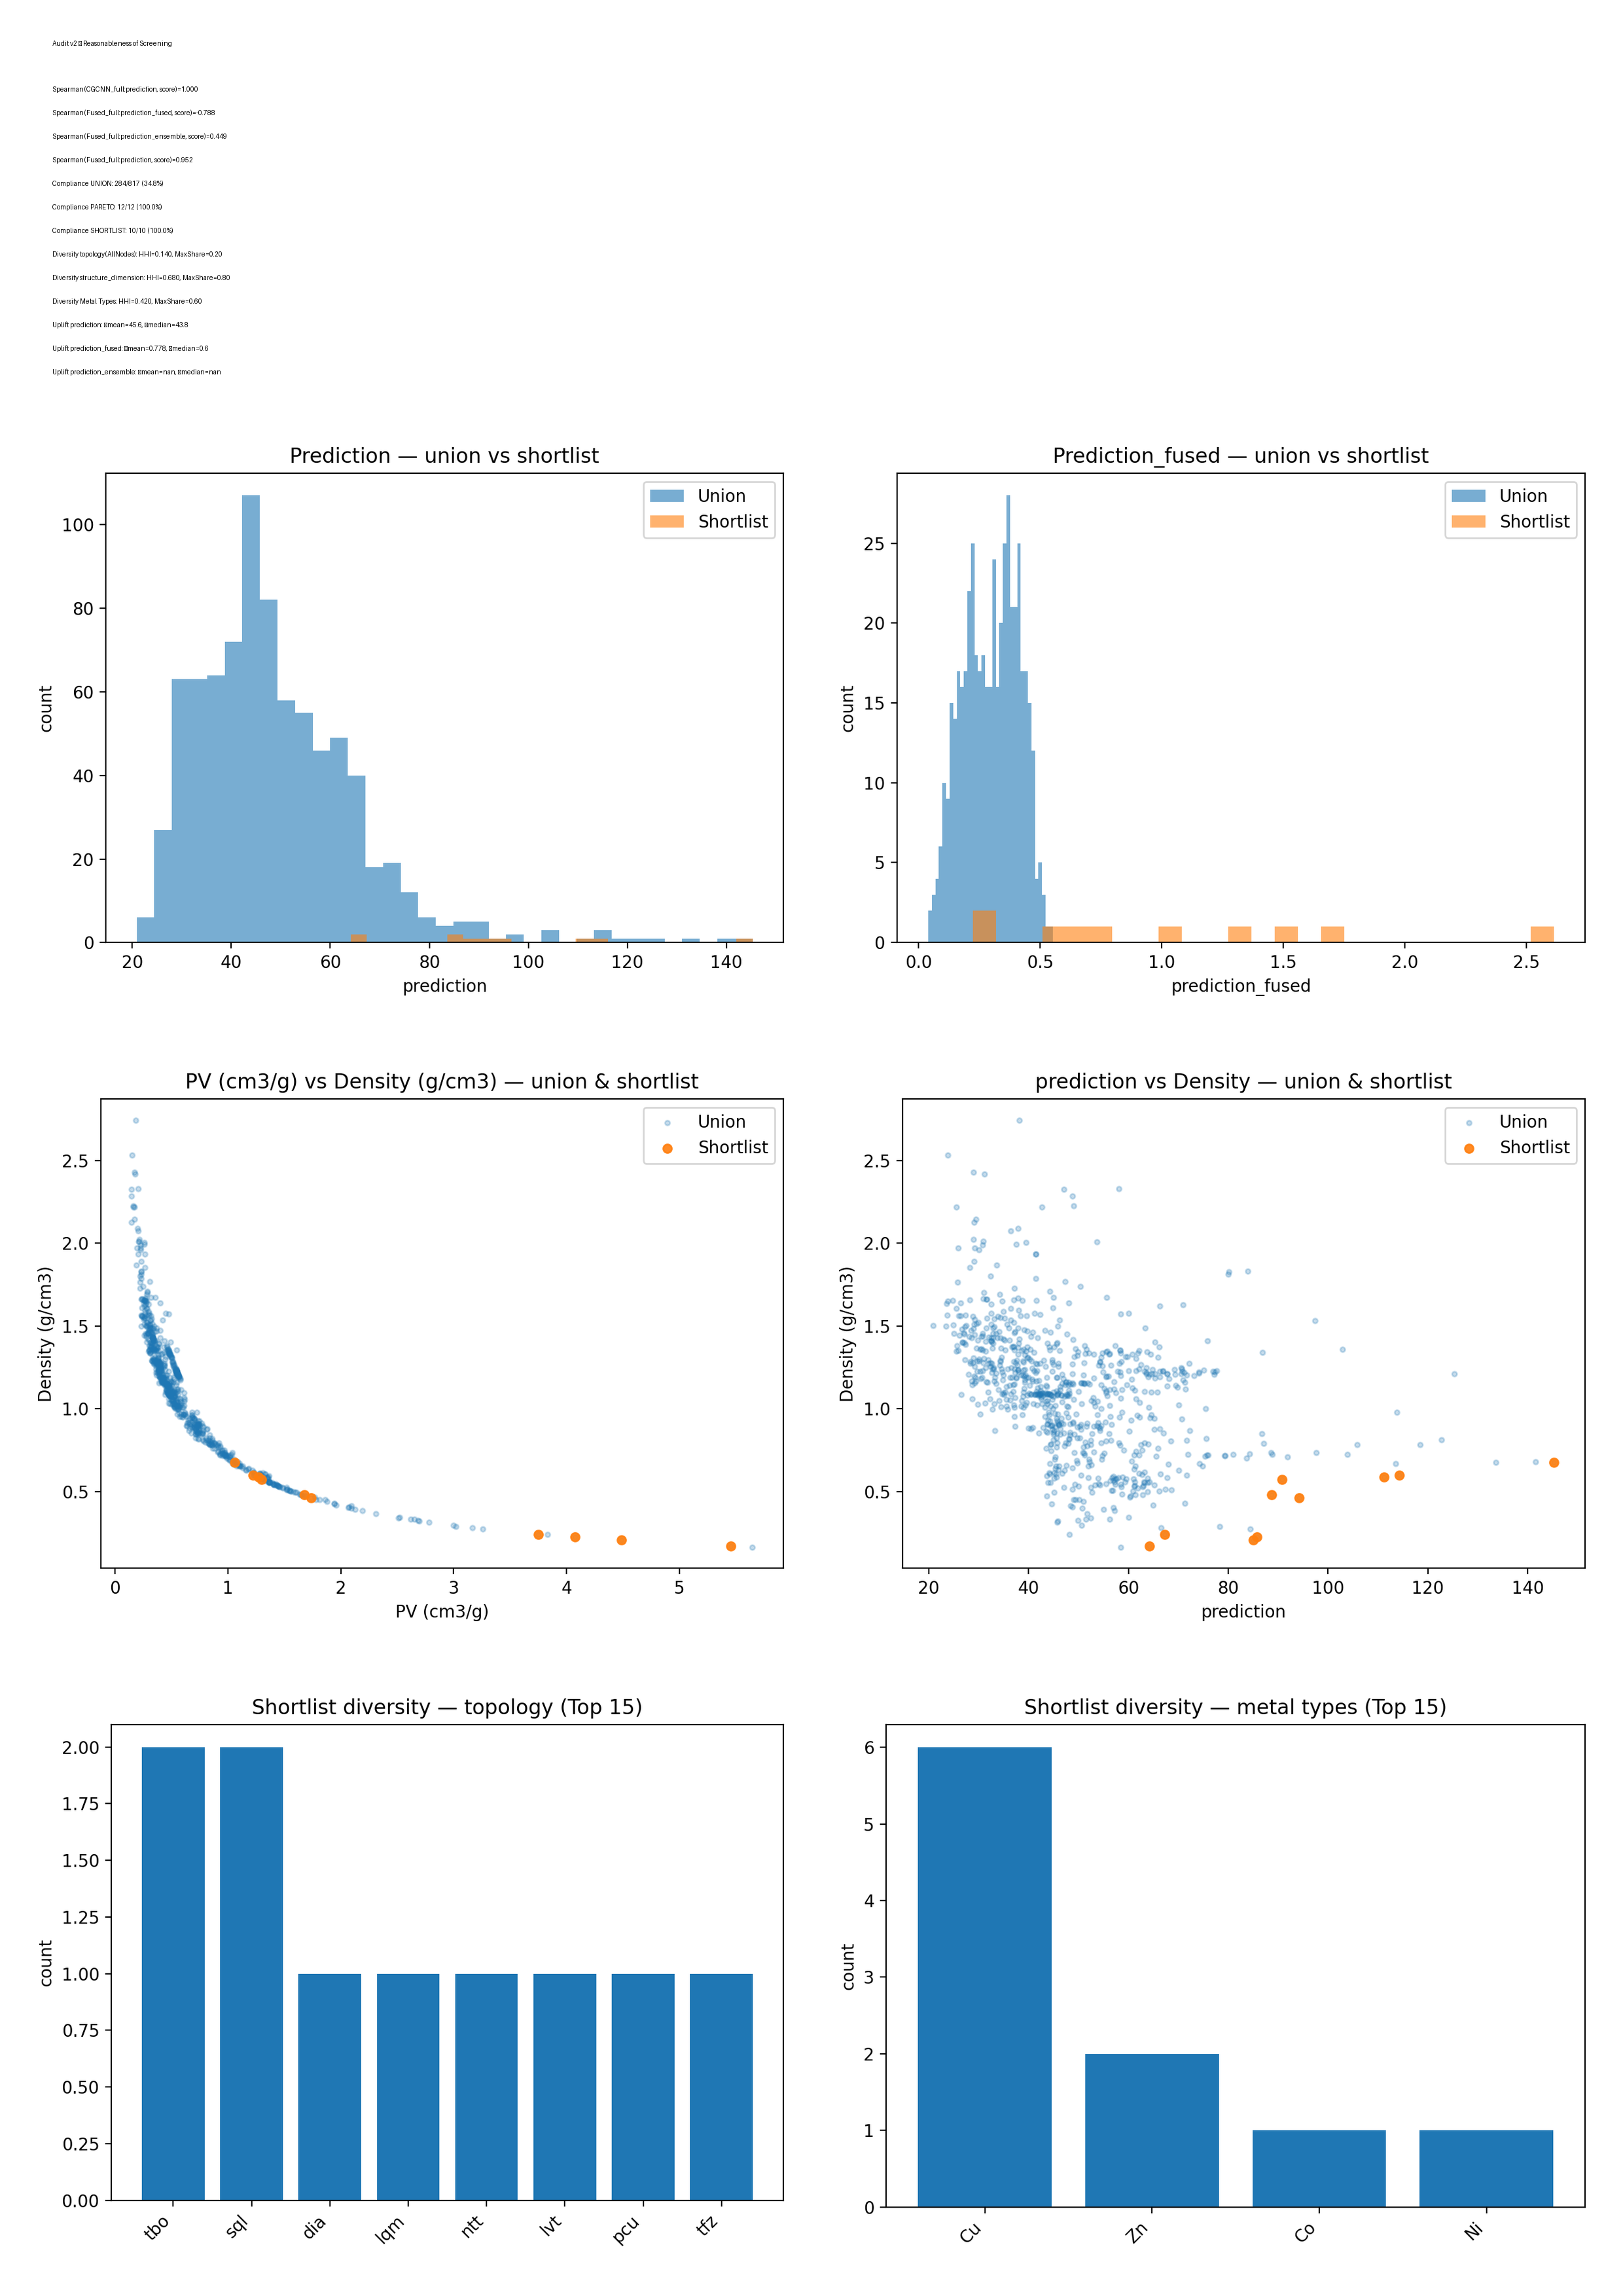 Audit v2 □ Reasonableness of Screening
Spearman(CGCNN_full:prediction, score)=1.000
Spearman(Fused_full:prediction_fused, score)=-0.788
Spearman(Fused_full:prediction_ensemble, score)=0.449
Spearman(Fused_full:prediction, score)=0.952
Compliance UNION: 284/817 (34.8%)
Compliance PARETO: 12/12 (100.0%)
Compliance SHORTLIST: 10/10 (100.0%)
Diversity topology(AllNodes): HHI=0.140, MaxShare=0.20
Diversity structure_dimension: HHI=0.680, MaxShare=0.80
Diversity Metal Types: HHI=0.420, MaxShare=0.60
Uplift prediction: □mean=45.6, □median=43.8
Uplift prediction_fused: □mean=0.778, □median=0.6
Uplift prediction_ensemble: □mean=nan, □median=nan
Prediction — union vs shortlist
Union
Shortlist
count
0
20
40
60
80
100
20 40 60 80 100 120 140
prediction
Prediction_fused — union vs shortlist
Union
Shortlist
count
0
5
10
15
20
25
0.0 0.5 1.0 1.5 2.0 2.5
prediction_fused
PV (cm3/g) vs Density (g/cm3) — union & shortlist
Union
Shortlist
Density (g/cm3)
0.5
1.0
1.5
2.0
2.5
0 1 2 3 4 5
PV (cm3/g)
prediction vs Density — union & shortlist
Union
Shortlist
Density (g/cm3)
0.5
1.0
1.5
2.0
2.5
20 40 60 80 100 120 140
prediction
Shortlist diversity — topology (Top 15)
count
0.00
0.25
0.50
0.75
1.00
1.25
1.50
1.75
2.00
tbo sql dia lqm ntt lvt pcu tfz
Shortlist diversity — metal types (Top 15)
count
0
1
2
3
4
5
6
Cu Zn Co Ni